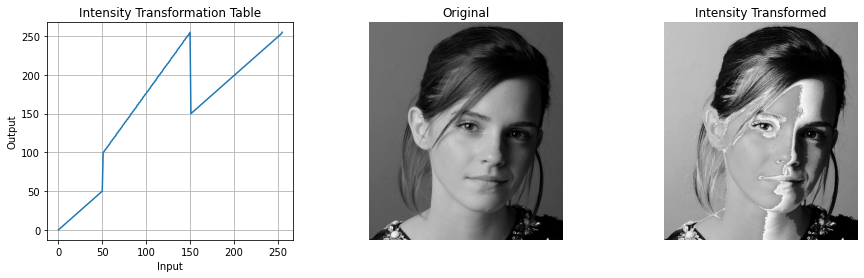 Intensity Transformation Table
Original
Intensity Transformed
250
200
150
100
50
0
Output
0 50 100 150 200 250
Input